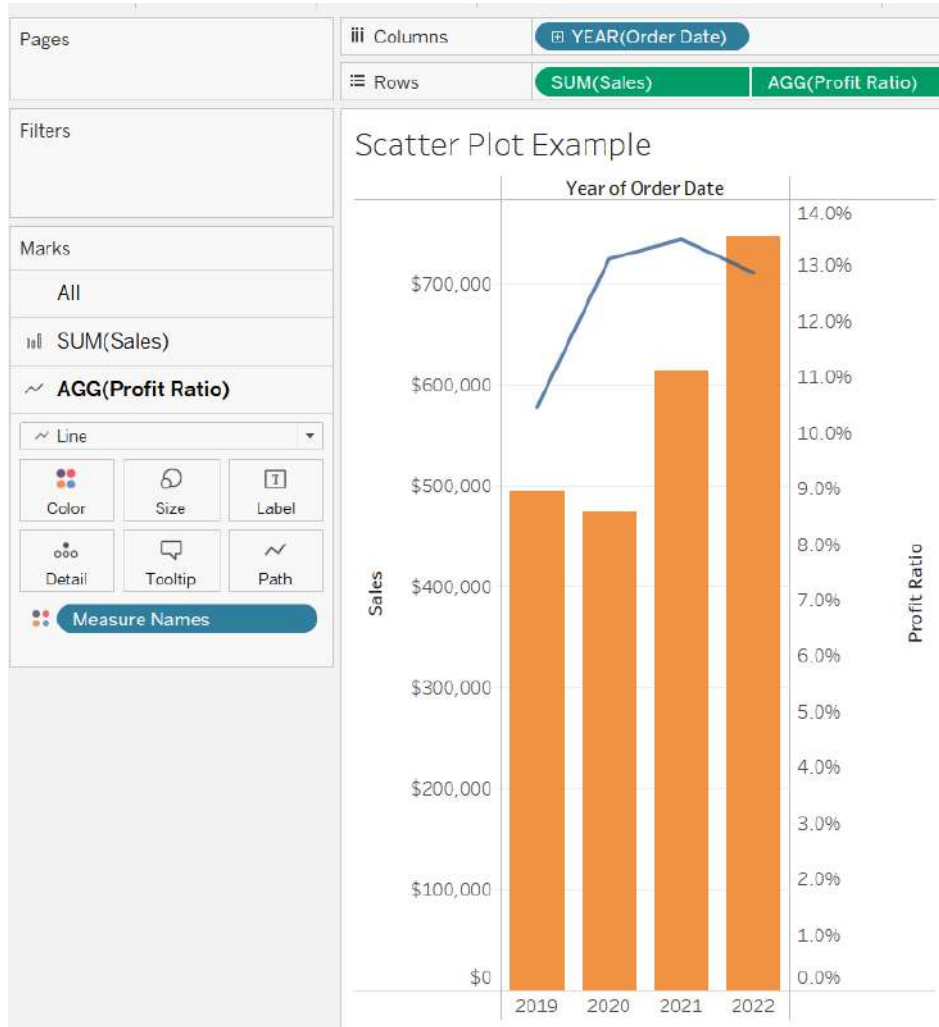 Pages
Columns
YEAR(Order Date)
Rows
SUM(Sales)
AGG(Profit Ratio)
Filters
Marks
All
SUM(Sales)
AGG(Profit Ratio)
Line
Color
Size
T
Label
Detail
Tooltip
Path
Measure Names
Scatter Plot Example
Year of Order Date
Sales
$700,000
$600,000
$500,000
$400,000
$300,000
$200,000
$100,000
$0
14.0%
13.0%
12.0%
11.0%
10.0%
9.0%
8.0%
7.0%
6.0%
5.0%
4.0%
3.0%
2.0%
1.0%
0.0%
Profit Ratio
2019 2020 2021 2022